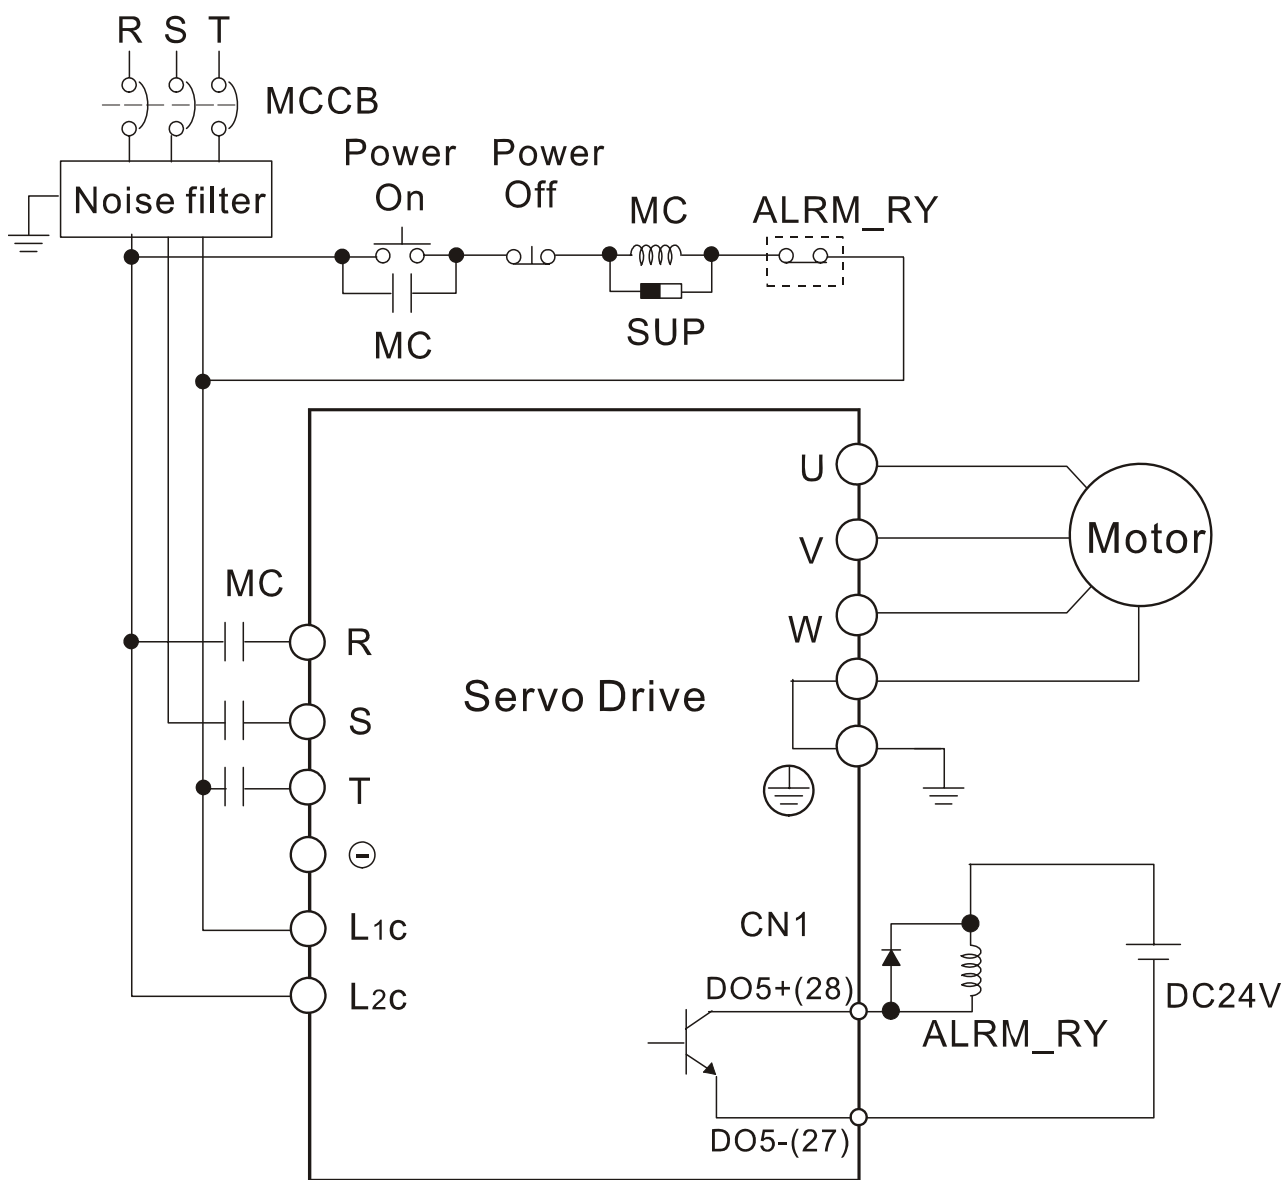 R S T
MCCB
Power
On
Power
Off
Noise filter
MC
ALRM_RY
MC
SUP
U
V
W
Motor
MC
R
S
T
Servo Drive
L1c
L2c
CN1
DO5+(28)
DC24V
ALRM_RY
DO5-(27)